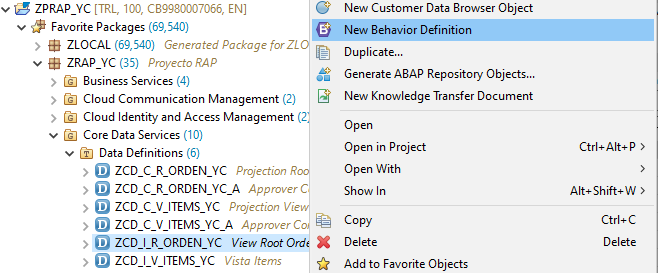 ZPRAP_YC [TRL, 100, CB9980007066, EN]
Favorite Packages (69,540)
ZLOCAL (69,540) Generated Package for ZLO
ZRAP_YC (35) Proyecto RAP
Business Services (4)
Cloud Communication Management (2)
Cloud Identity and Access Management (2)
Core Data Services (10)
Data Definitions (6)
ZCD_C_R_ORDEN_YC Projection Roo
ZCD_C_R_ORDEN_YC_A Approver Co
ZCD_C_V_ITEMS_YC Projection View
ZCD_C_V_ITEMS_YC_A Approver Con
ZCD_I_R_ORDEN_YC View Root Orde
ZCD_I_V_ITEMS_YC Vista Items
New Customer Data Browser Object
New Behavior Definition
Duplicate...
Generate ABAP Repository Objects...
New Knowledge Transfer Document
Open
Open in Project Ctrl+Alt+P >
Open With >
Show In Alt+Shift+W >
Copy Ctrl+C
Delete Delete
Add to Favorite Objects